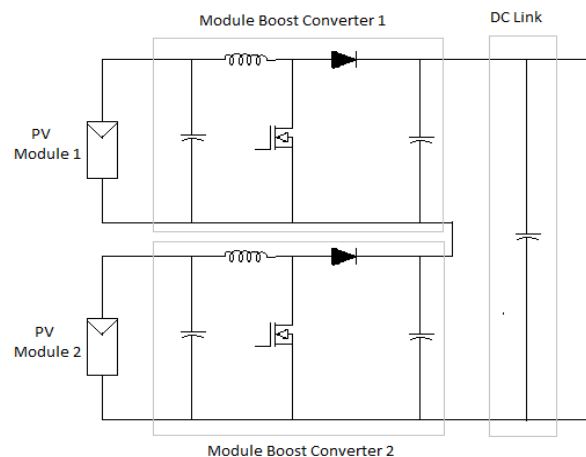 Module Boost Converter 1
DC Link
PV
Module 1
PV
Module 2
Module Boost Converter 2